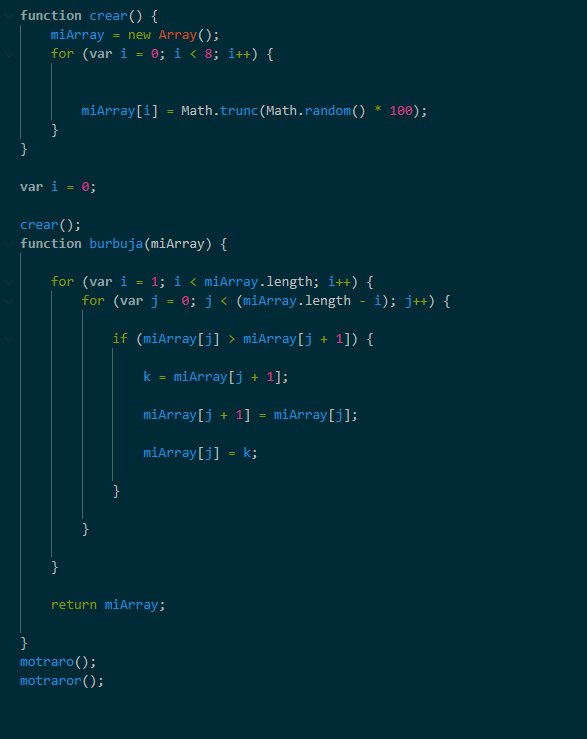 function crear() {
miArray = new Array();
for (var i = 0; i < 8; i++) {
miArray[i] = Math.trunc(Math.random() * 100);
}
}
var i = 0;
crear();
function burbuja(miArray) {
for (var i = 1; i < miArray.length; i++) {
for (var j = 0; j < (miArray.length - i); j++) {
if (miArray[j] > miArray[j + 1]) {
k = miArray[j + 1];
miArray[j + 1] = miArray[j];
miArray[j] = k;
}
}
}
return miArray;
}
motraro();
motraror();